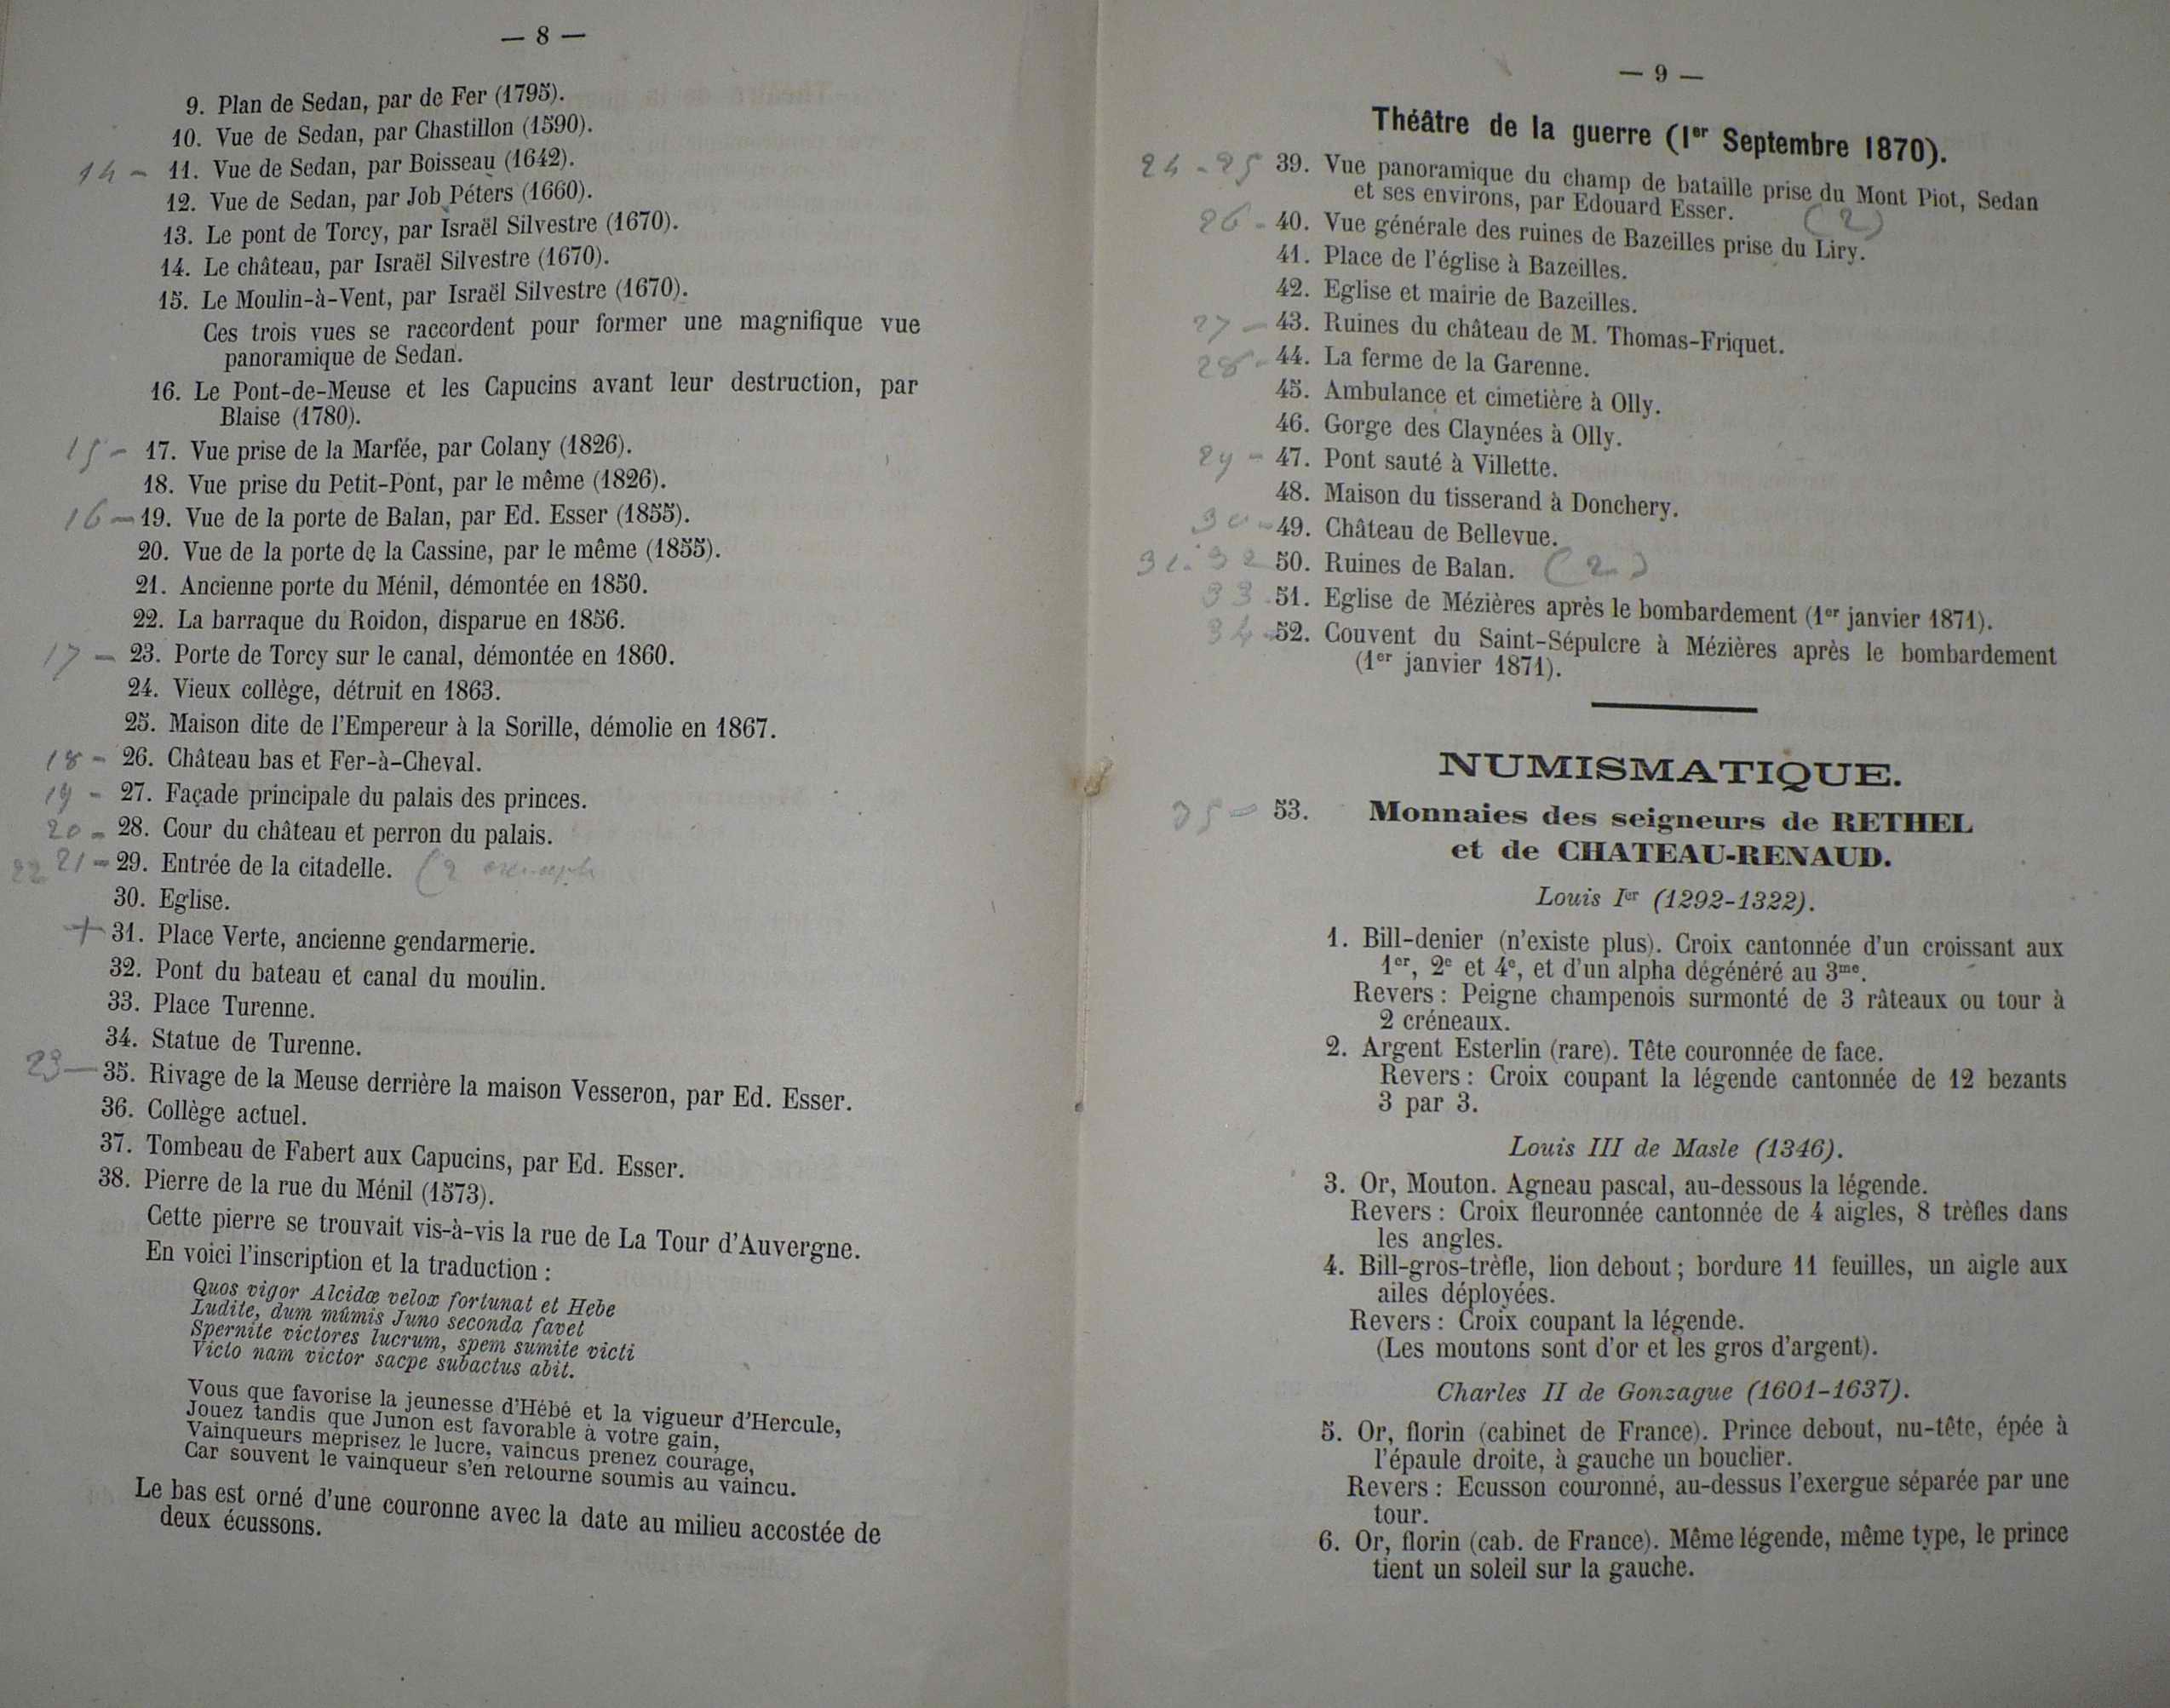 — 8 —
9. Plan de Sedan, par de Fer (1795).
10. Vue de Sedan, par Chastillon (1590).
14 - 11. Vue de Sedan, par Boisseau (1642).
12. Vue de Sedan, par Job Péters (1660).
13. Le pont de Torcy, par Israël Silvestre (1670).
14. Le château, par Israël Silvestre (1670).
15. Le Moulin-à-Vent, par Israël Silvestre (1670).
Ces trois vues se raccordent pour former une magnifique vue
panoramique de Sedan.
16. Le Pont-de-Meuse et les Capucins avant leur destruction, par
Blaise (1780).
15 - 17. Vue prise de la Marfée, par Colany (1826).
18. Vue prise du Petit-Pont, par le même (1826).
16 - 19. Vue de la porte de Balan, par Ed. Esser (1855).
20. Vue de la porte de la Cassine, par le même (1855).
21. Ancienne porte du Ménil, démontée en 1850.
22. La barraque du Roidon, disparue en 1856.
17 - 23. Porte de Torcy sur le canal, démontée en 1860.
24. Vieux collège, détruit en 1863.
25. Maison dite de l'Empereur à la Sorille, démolie en 1867.
18 - 26. Château bas et Fer-à-Cheval.
19 - 27. Façade principale du palais des princes.
20 - 28. Cour du château et perron du palais.
22 21 - 29. Entrée de la citadelle. (2
30. Eglise.
+ 31. Place Verte, ancienne gendarmerie.
32. Pont du bateau et canal du moulin.
33. Place Turenne.
34. Statue de Turenne.
23 — 35. Rivage de la Meuse derrière la maison Vesseron, par Ed. Esser.
36. Collège actuel.
37. Tombeau de Fabert aux Capucins, par Ed. Esser.
38. Pierre de la rue du Ménil (1573).
Cette pierre se trouvait vis-à-vis la rue de La Tour d'Auvergne.
En voici l'inscription et la traduction :
Quos vigor Alcidæ velox fortunat et Hebe
Ludite, dum mûmis Juno seconda favet
Spernite victores lucrum, spem sumite victi
Victo nam victor sacpe subactus abit.
Vous que favorise la jeunesse d'Hébé et la vigueur d'Hercule,
Jouez tandis que Junon est favorable à votre gain,
Vainqueurs méprisez le lucre, vaincus prenez courage,
Car souvent le vainqueur s'en retourne soumis au vaincu.
Le bas est orné d'une couronne avec la date au milieu accostée de
deux écussons.
— 9 —
Théâtre de la guerre (1er Septembre 1870).
24 - 25 39. Vue panoramique du champ de bataille prise du Mont Piot, Sedan
et ses environs, par Edouard Esser. (2)
26 - 40. Vue générale des ruines de Bazeilles prise du Liry.
41. Place de l'église à Bazeilles.
42. Eglise et mairie de Bazeilles.
27 - 43. Ruines du château de M. Thomas-Friquet.
28 - 44. La ferme de la Garenne.
45. Ambulance et cimetière à Olly.
46. Gorge des Claynées à Olly.
29 - 47. Pont sauté à Villette.
48. Maison du tisserand à Donchery.
30 - 49. Château de Bellevue.
31. 32 50. Ruines de Balan. (2)
33 - 51. Eglise de Mézières après le bombardement (1er janvier 1871).
34 - 52. Couvent du Saint-Sépulcre à Mézières après le bombardement
(1er janvier 1871).
NUMISMATIQUE.
35 - 53. Monnaies des seigneurs de RETHEL
et de CHATEAU-RENAUD.
Louis Ier (1292-1322).
1. Bill-denier (n'existe plus). Croix cantonnée d'un croissant aux
1er, 2e et 4e, et d'un alpha dégénéré au 3me.
Revers : Peigne champenois surmonté de 3 râteaux ou tour à
2 créneaux.
2. Argent Esterlin (rare). Tête couronnée de face.
Revers : Croix coupant la légende cantonnée de 12 bezants
3 par 3.
Louis III de Masle (1346).
3. Or, Mouton. Agneau pascal, au-dessous la légende.
Revers : Croix fleuronnée cantonnée de 4 aigles, 8 trèfles dans
les angles.
4. Bill-gros-trèfle, lion debout ; bordure 11 feuilles, un aigle aux
ailes déployées.
Revers : Croix coupant la légende.
(Les moutons sont d'or et les gros d'argent).
Charles II de Gonzague (1601-1637).
5. Or, florin (cabinet de France). Prince debout, nu-tête, épée à
l'épaule droite, à gauche un bouclier.
Revers : Ecusson couronné, au-dessus l'exergue séparée par une
tour.
6. Or, florin (cab. de France). Même légende, même type, le prince
tient un soleil sur la gauche.